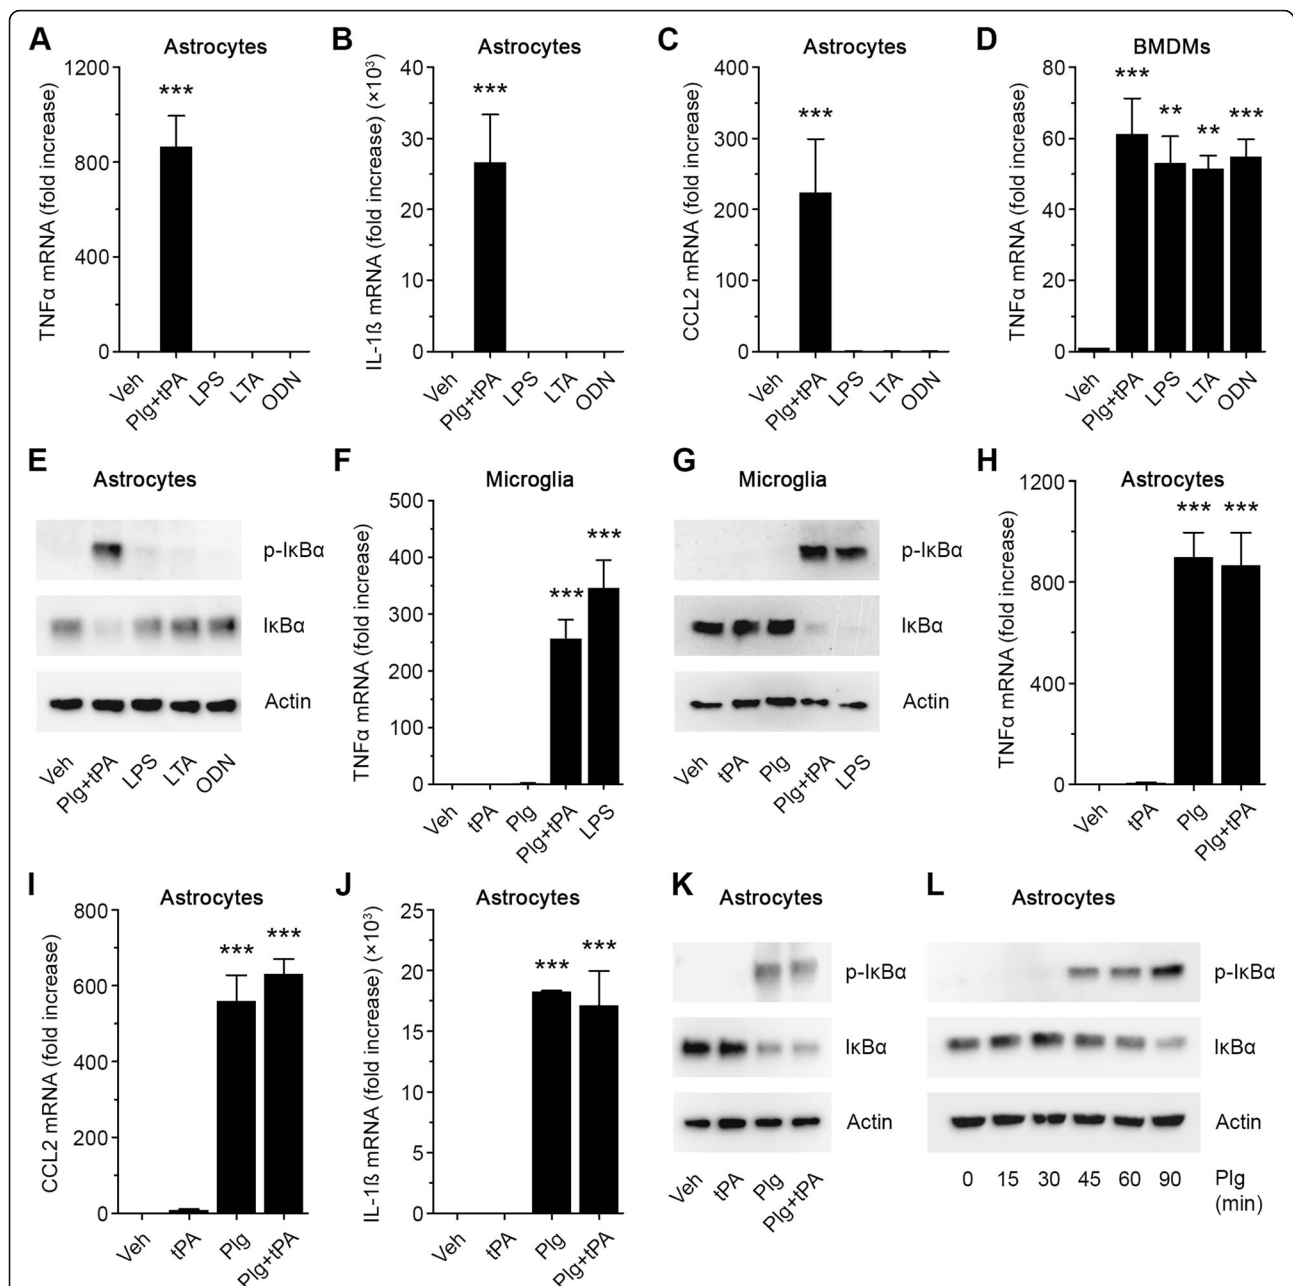 A
Astrocytes
TNFα mRNA (fold increase)
1200
800
400
0
***
Veh
Plg+tPA
LPS
LTA
ODN
B
Astrocytes
IL-1ß mRNA (fold increase) (×10³)
40
30
20
10
0
***
Veh
Plg+tPA
LPS
LTA
ODN
C
Astrocytes
CCL2 mRNA (fold increase)
400
300
200
100
0
***
Veh
Plg+tPA
LPS
LTA
ODN
D
BMDMs
TNFα mRNA (fold increase)
80
60
40
20
0
***
**
**
***
Veh
Plg+tPA
LPS
LTA
ODN
E
Astrocytes
p-IκBα
IκBα
Actin
Veh
Plg+tPA
LPS
LTA
ODN
F
Microglia
TNFα mRNA (fold increase)
500
400
300
200
100
0
***
***
Veh
tPA
Plg
Plg+tPA
LPS
G
Microglia
p-IκBα
IκBα
Actin
Veh
tPA
Plg
Plg+tPA
LPS
H
Astrocytes
TNFα mRNA (fold increase)
1200
800
400
0
***
***
Veh
tPA
Plg
Plg+tPA
I
Astrocytes
CCL2 mRNA (fold increase)
800
600
400
200
0
***
***
Veh
tPA
Plg
Plg+tPA
J
Astrocytes
IL-1ß mRNA (fold increase) (×10³)
25
20
15
10
5
0
***
***
Veh
tPA
Plg
Plg+tPA
K
Astrocytes
p-IκBα
IκBα
Actin
Veh
tPA
Plg
Plg+tPA
L
Astrocytes
p-IκBα
IκBα
Actin
0 15 30 45 60 90 Plg
(min)